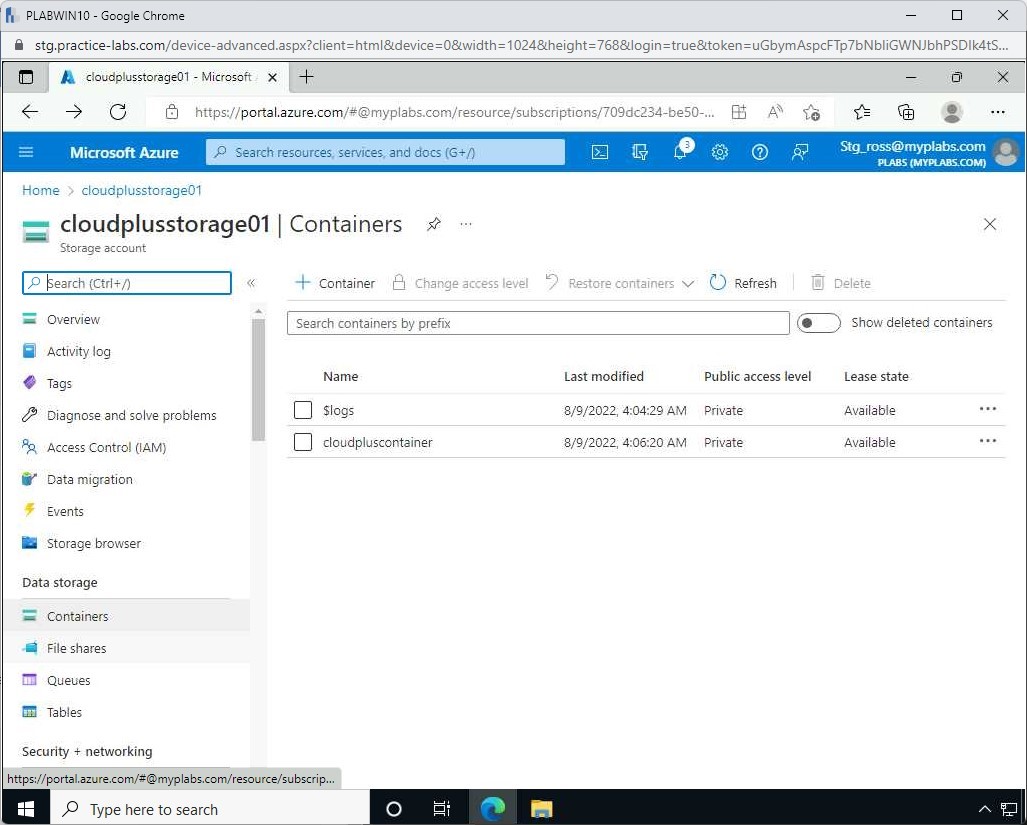 PLABWIN10 - Google Chrome
stg.practice-labs.com/device-advanced.aspx?client=html&device=0&width=1024&height=768&login=true&token=uGbymAspcFTp7bNbIiGWNJbhPSDIk4tS...
cloudplusstorage01 - Microsoft
https://portal.azure.com/#@myplabs.com/resource/subscriptions/709dc234-be50-...
Microsoft Azure
Search resources, services, and docs (G+/)
3
Stg_ross@myplabs.com
PLABS (MYPLABS.COM)
Home > cloudplusstorage01
cloudplusstorage01 | Containers ...
Storage account
Search (Ctrl+/) «
Container Change access level Restore containers Refresh Delete
Search containers by prefix Show deleted containers
Name Last modified Public access level Lease state
$logs 8/9/2022, 4:04:29 AM Private Available ...
cloudpluscontainer 8/9/2022, 4:06:20 AM Private Available ...
Overview
Activity log
Tags
Diagnose and solve problems
Access Control (IAM)
Data migration
Events
Storage browser
Data storage
Containers
File shares
Queues
Tables
Security + networking
https://portal.azure.com/#@myplabs.com/resource/subscrip...
Type here to search